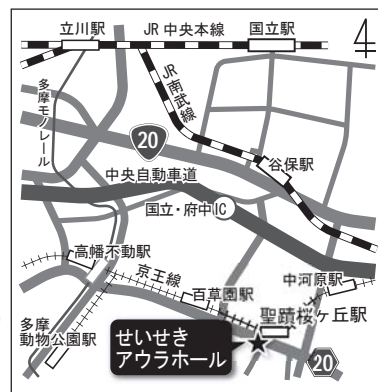 立川駅
JR 中央本線
国立駅
多摩モノレール
JR南武線
20
谷保駅
中央自動車道
国立・府中IC
高幡不動駅
京王線
中河原駅
百草園駅
聖蹟桜ヶ丘駅
多摩
動物公園駅
せいせき
アウラホール
20